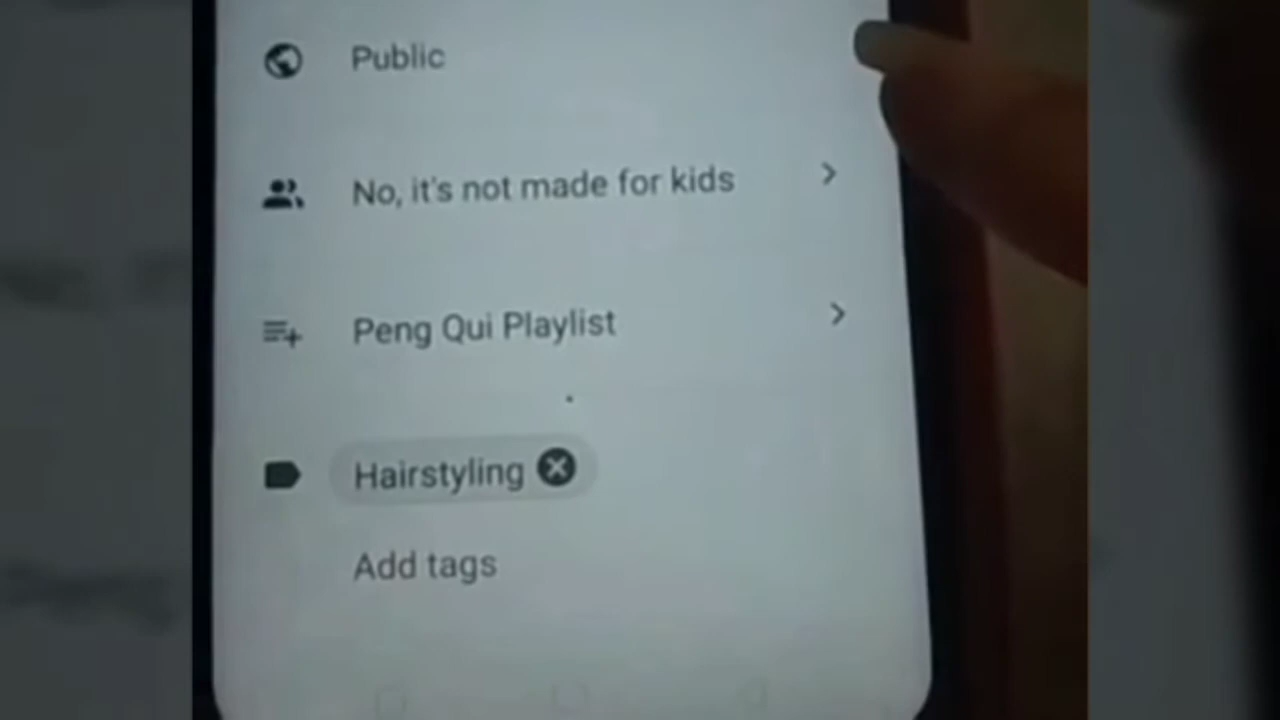 Public
No, it's not made for kids
Peng Qui Playlist
Hairstyling
Add tags